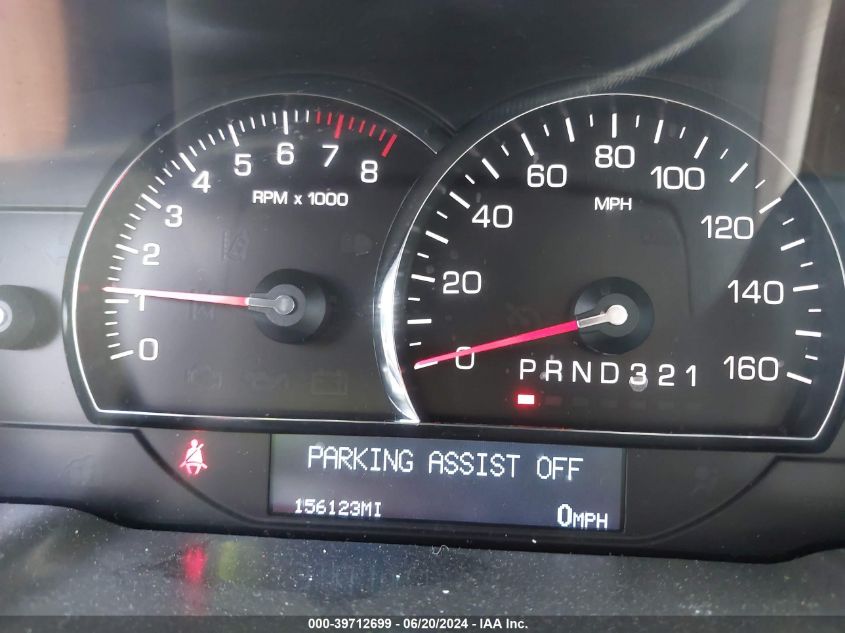 0 1 2 3 4 5 6 7 8
RPM x 1000
0 20 40 60 80 100 120 140 160
MPH
PRND321
PARKING ASSIST OFF
156123MI 0MPH
000-39712699 - 06/20/2024 - IAA Inc.